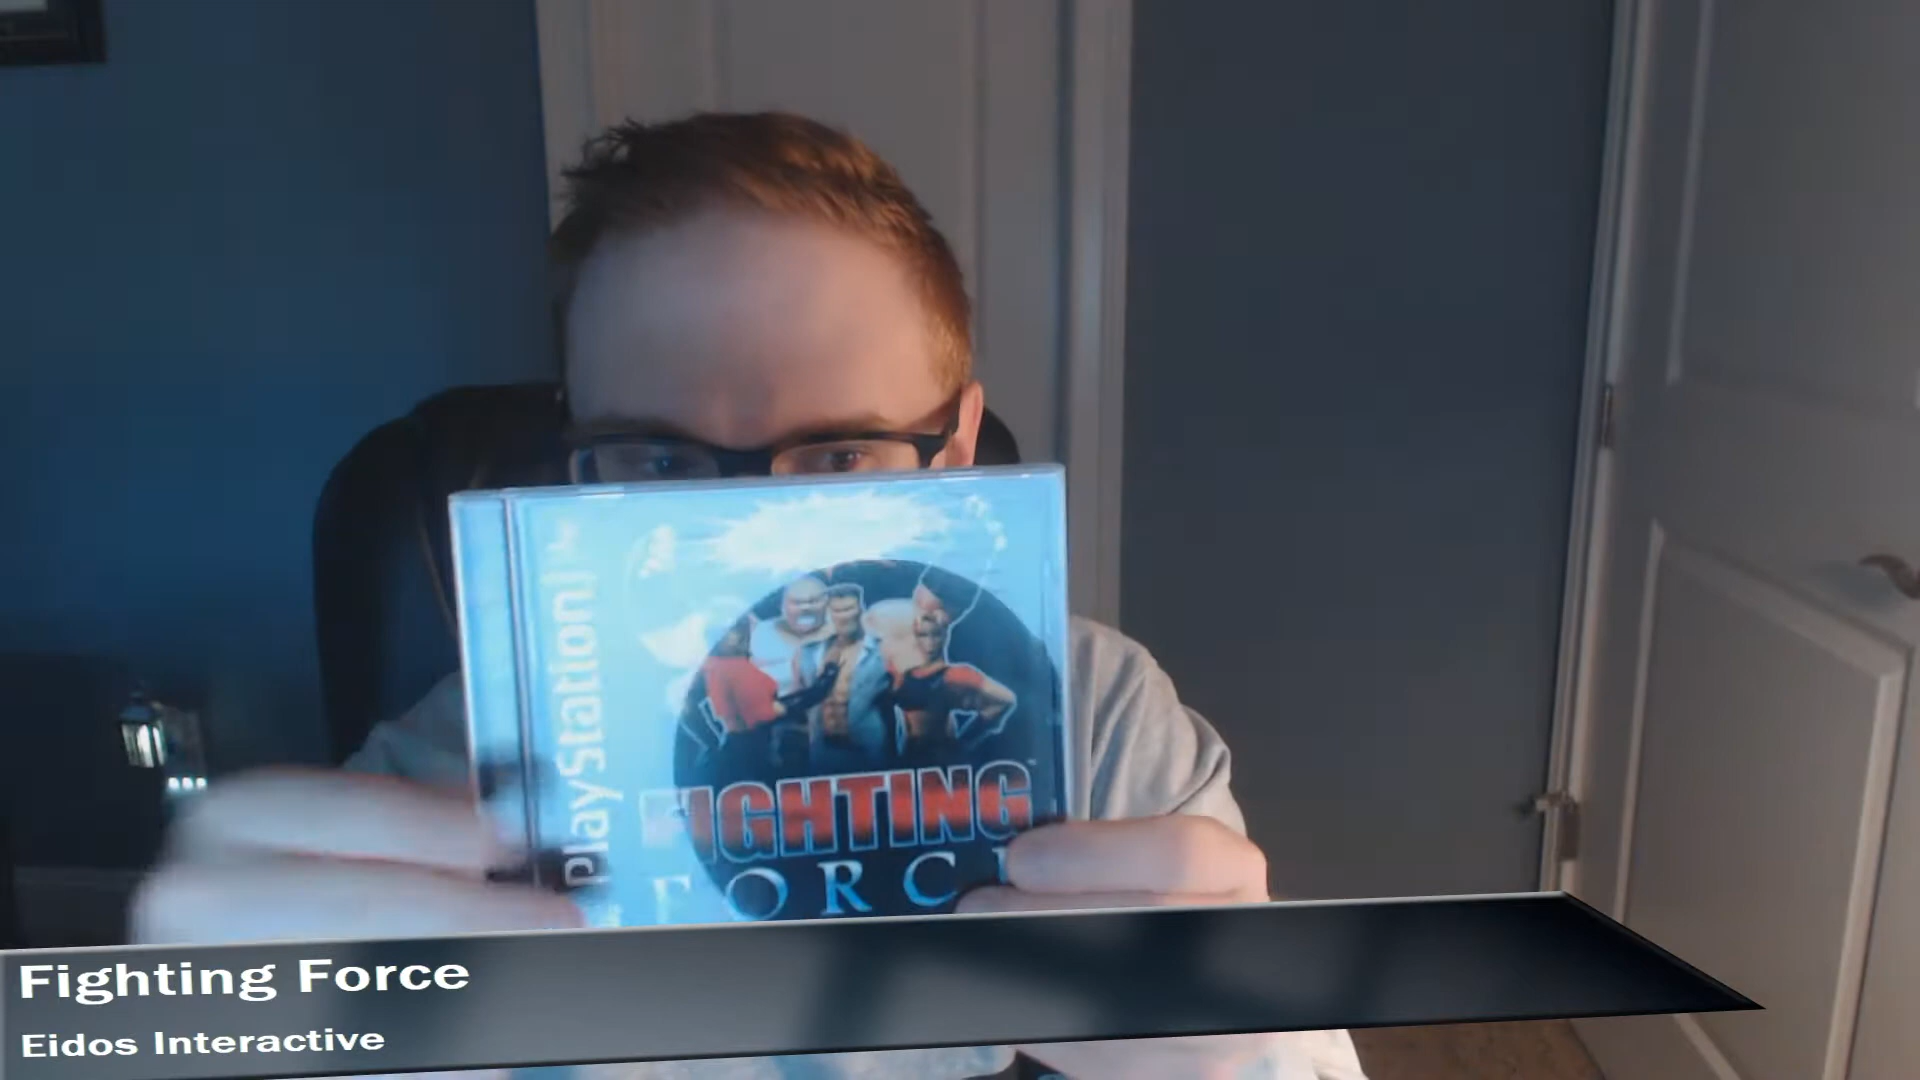 PlayStation
FIGHTING
FORCE
Fighting Force
Eidos Interactive